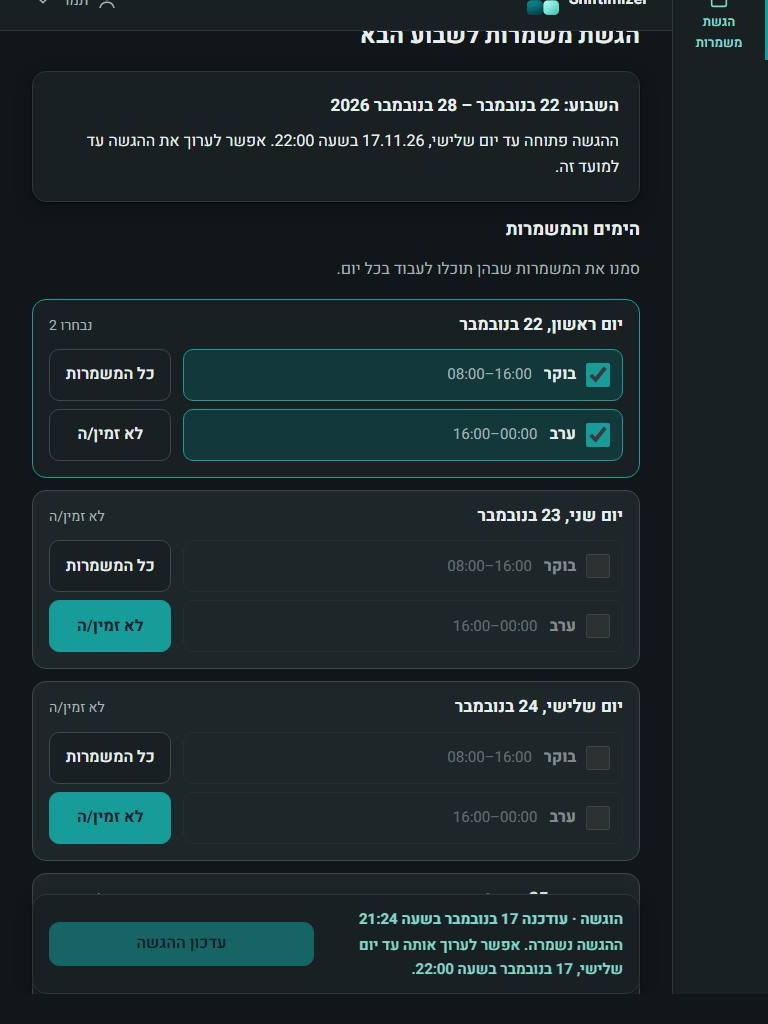 תמר
Shiftimizer
הגשת
משמרות
הגשת משמרות לשבוע הבא
השבוע: 22 בנובמבר – 28 בנובמבר 2026
ההגשה פתוחה עד יום שלישי, 17.11.26 בשעה 22:00. אפשר לערוך את ההגשה עד
למועד זה.
הימים והמשמרות
סמנו את המשמרות שבהן תוכלו לעבוד בכל יום.
יום ראשון, 22 בנובמבר
נבחרו 2
בוקר 08:00–16:00
כל המשמרות
ערב 16:00–00:00
לא זמין/ה
יום שני, 23 בנובמבר
לא זמין/ה
בוקר 08:00–16:00
כל המשמרות
ערב 16:00–00:00
לא זמין/ה
יום שלישי, 24 בנובמבר
לא זמין/ה
בוקר 08:00–16:00
כל המשמרות
ערב 16:00–00:00
לא זמין/ה
הוגשה · עודכנה 17 בנובמבר בשעה 21:24
ההגשה נשמרה. אפשר לערוך אותה עד יום
שלישי, 17 בנובמבר בשעה 22:00.
עדכון ההגשה